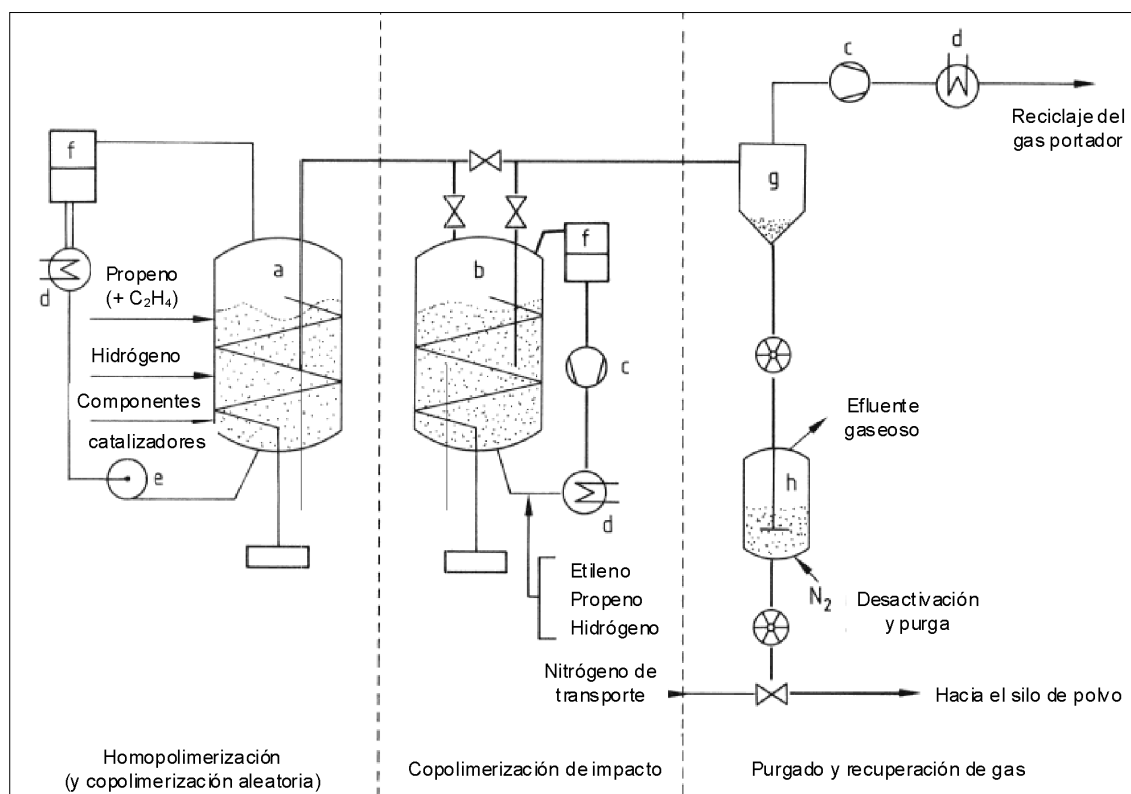 c
d
Reciclaje del
gas portador
f
g
a
b
f
d
Propeno
(+ C₂H₄)
Hidrógeno
Componentes
catalizadores
e
c
d
Efluente
gaseoso
h
N₂
Desactivación
y purga
Etileno
Propeno
Hidrógeno
Nitrógeno de
transporte
Hacia el silo de polvo
Homopolimerización
(y copolimerización aleatoria)
Copolimerización de impacto
Purgado y recuperación de gas